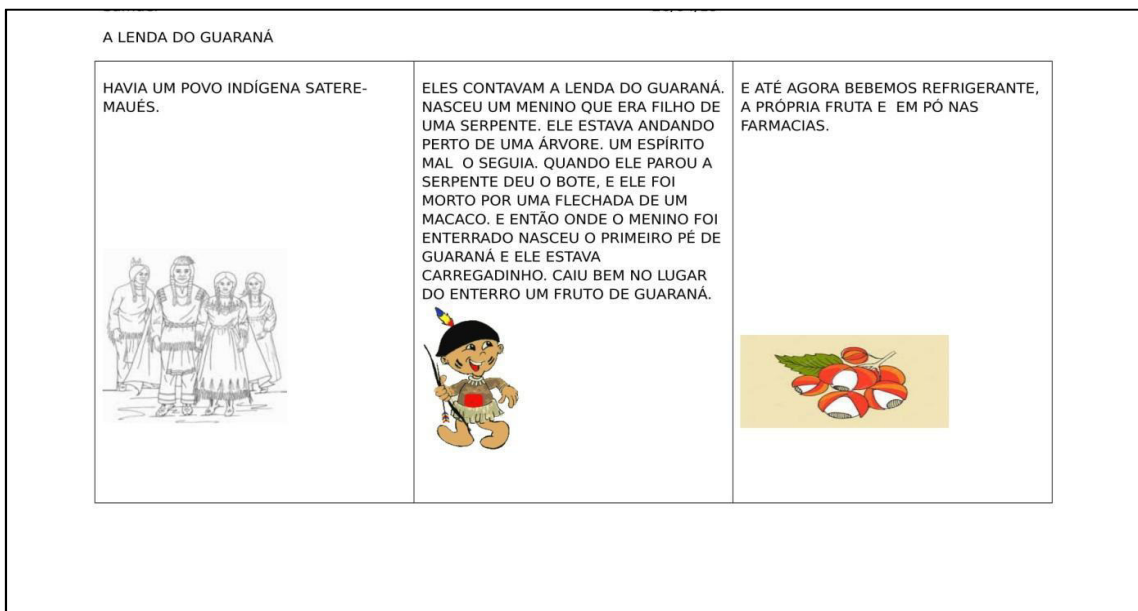 A LENDA DO GUARANÁ
HAVIA UM POVO INDÍGENA SATERE-
MAUÉS.
ELES CONTAVAM A LENDA DO GUARANÁ.
NASCEU UM MENINO QUE ERA FILHO DE
UMA SERPENTE. ELE ESTAVA ANDANDO
PERTO DE UMA ÁRVORE. UM ESPÍRITO
MAL  O SEGUIA. QUANDO ELE PAROU A
SERPENTE DEU O BOTE, E ELE FOI
MORTO POR UMA FLECHADA DE UM
MACACO. E ENTÃO ONDE O MENINO FOI
ENTERRADO NASCEU O PRIMEIRO PÉ DE
GUARANÁ E ELE ESTAVA
CARREGADINHO. CAIU BEM NO LUGAR
DO ENTERRO UM FRUTO DE GUARANÁ.
E ATÉ AGORA BEBEMOS REFRIGERANTE,
A PRÓPRIA FRUTA E  EM PÓ NAS
FARMACIAS.